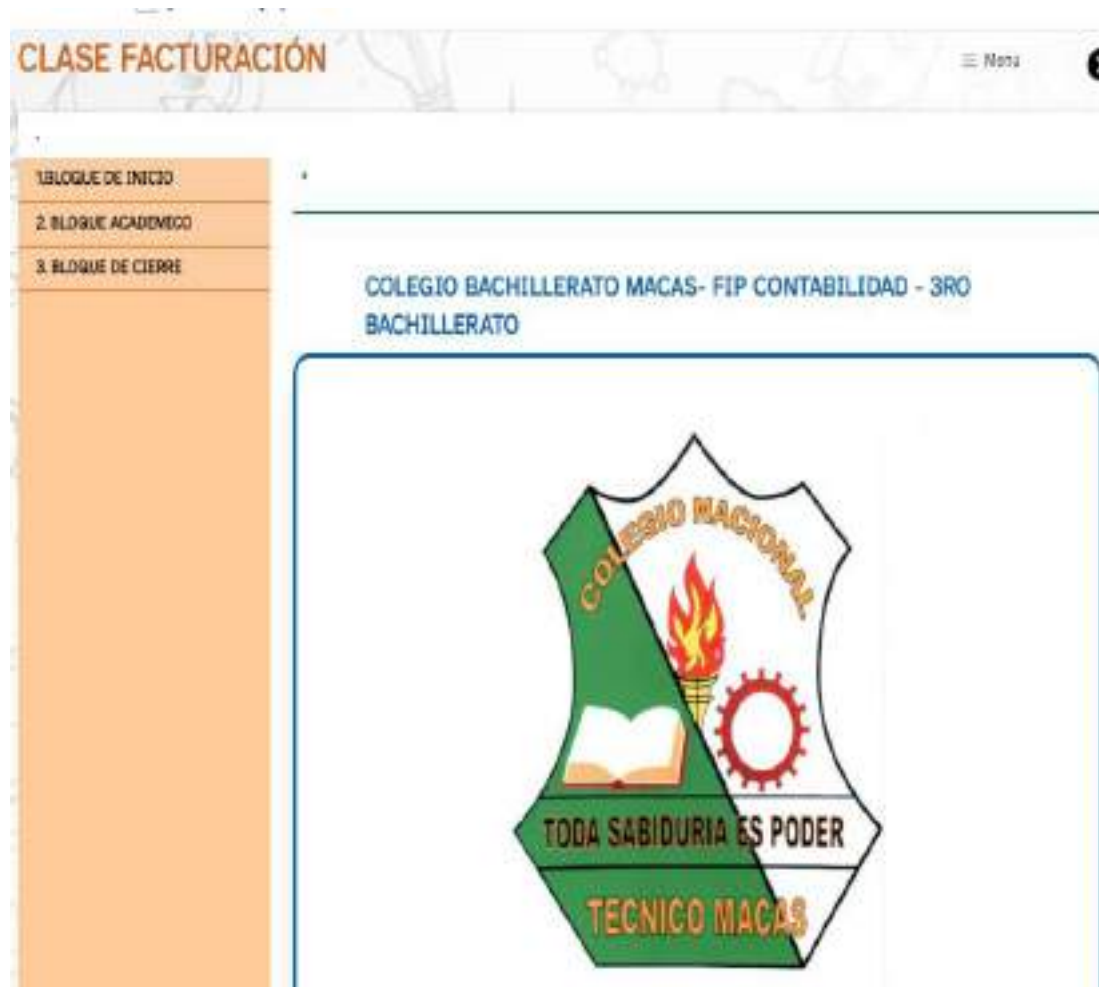 CLASE FACTURACIÓN
Menu
1.BLOQUE DE INICIO
2. BLOQUE ACADEMICO
3. BLOQUE DE CIERRE
COLEGIO BACHILLERATO MACAS- FIP CONTABILIDAD - 3RO
BACHILLERATO
COLEGIO NACIONAL
TODA SABIDURIA ES PODER
TECNICO MACAS